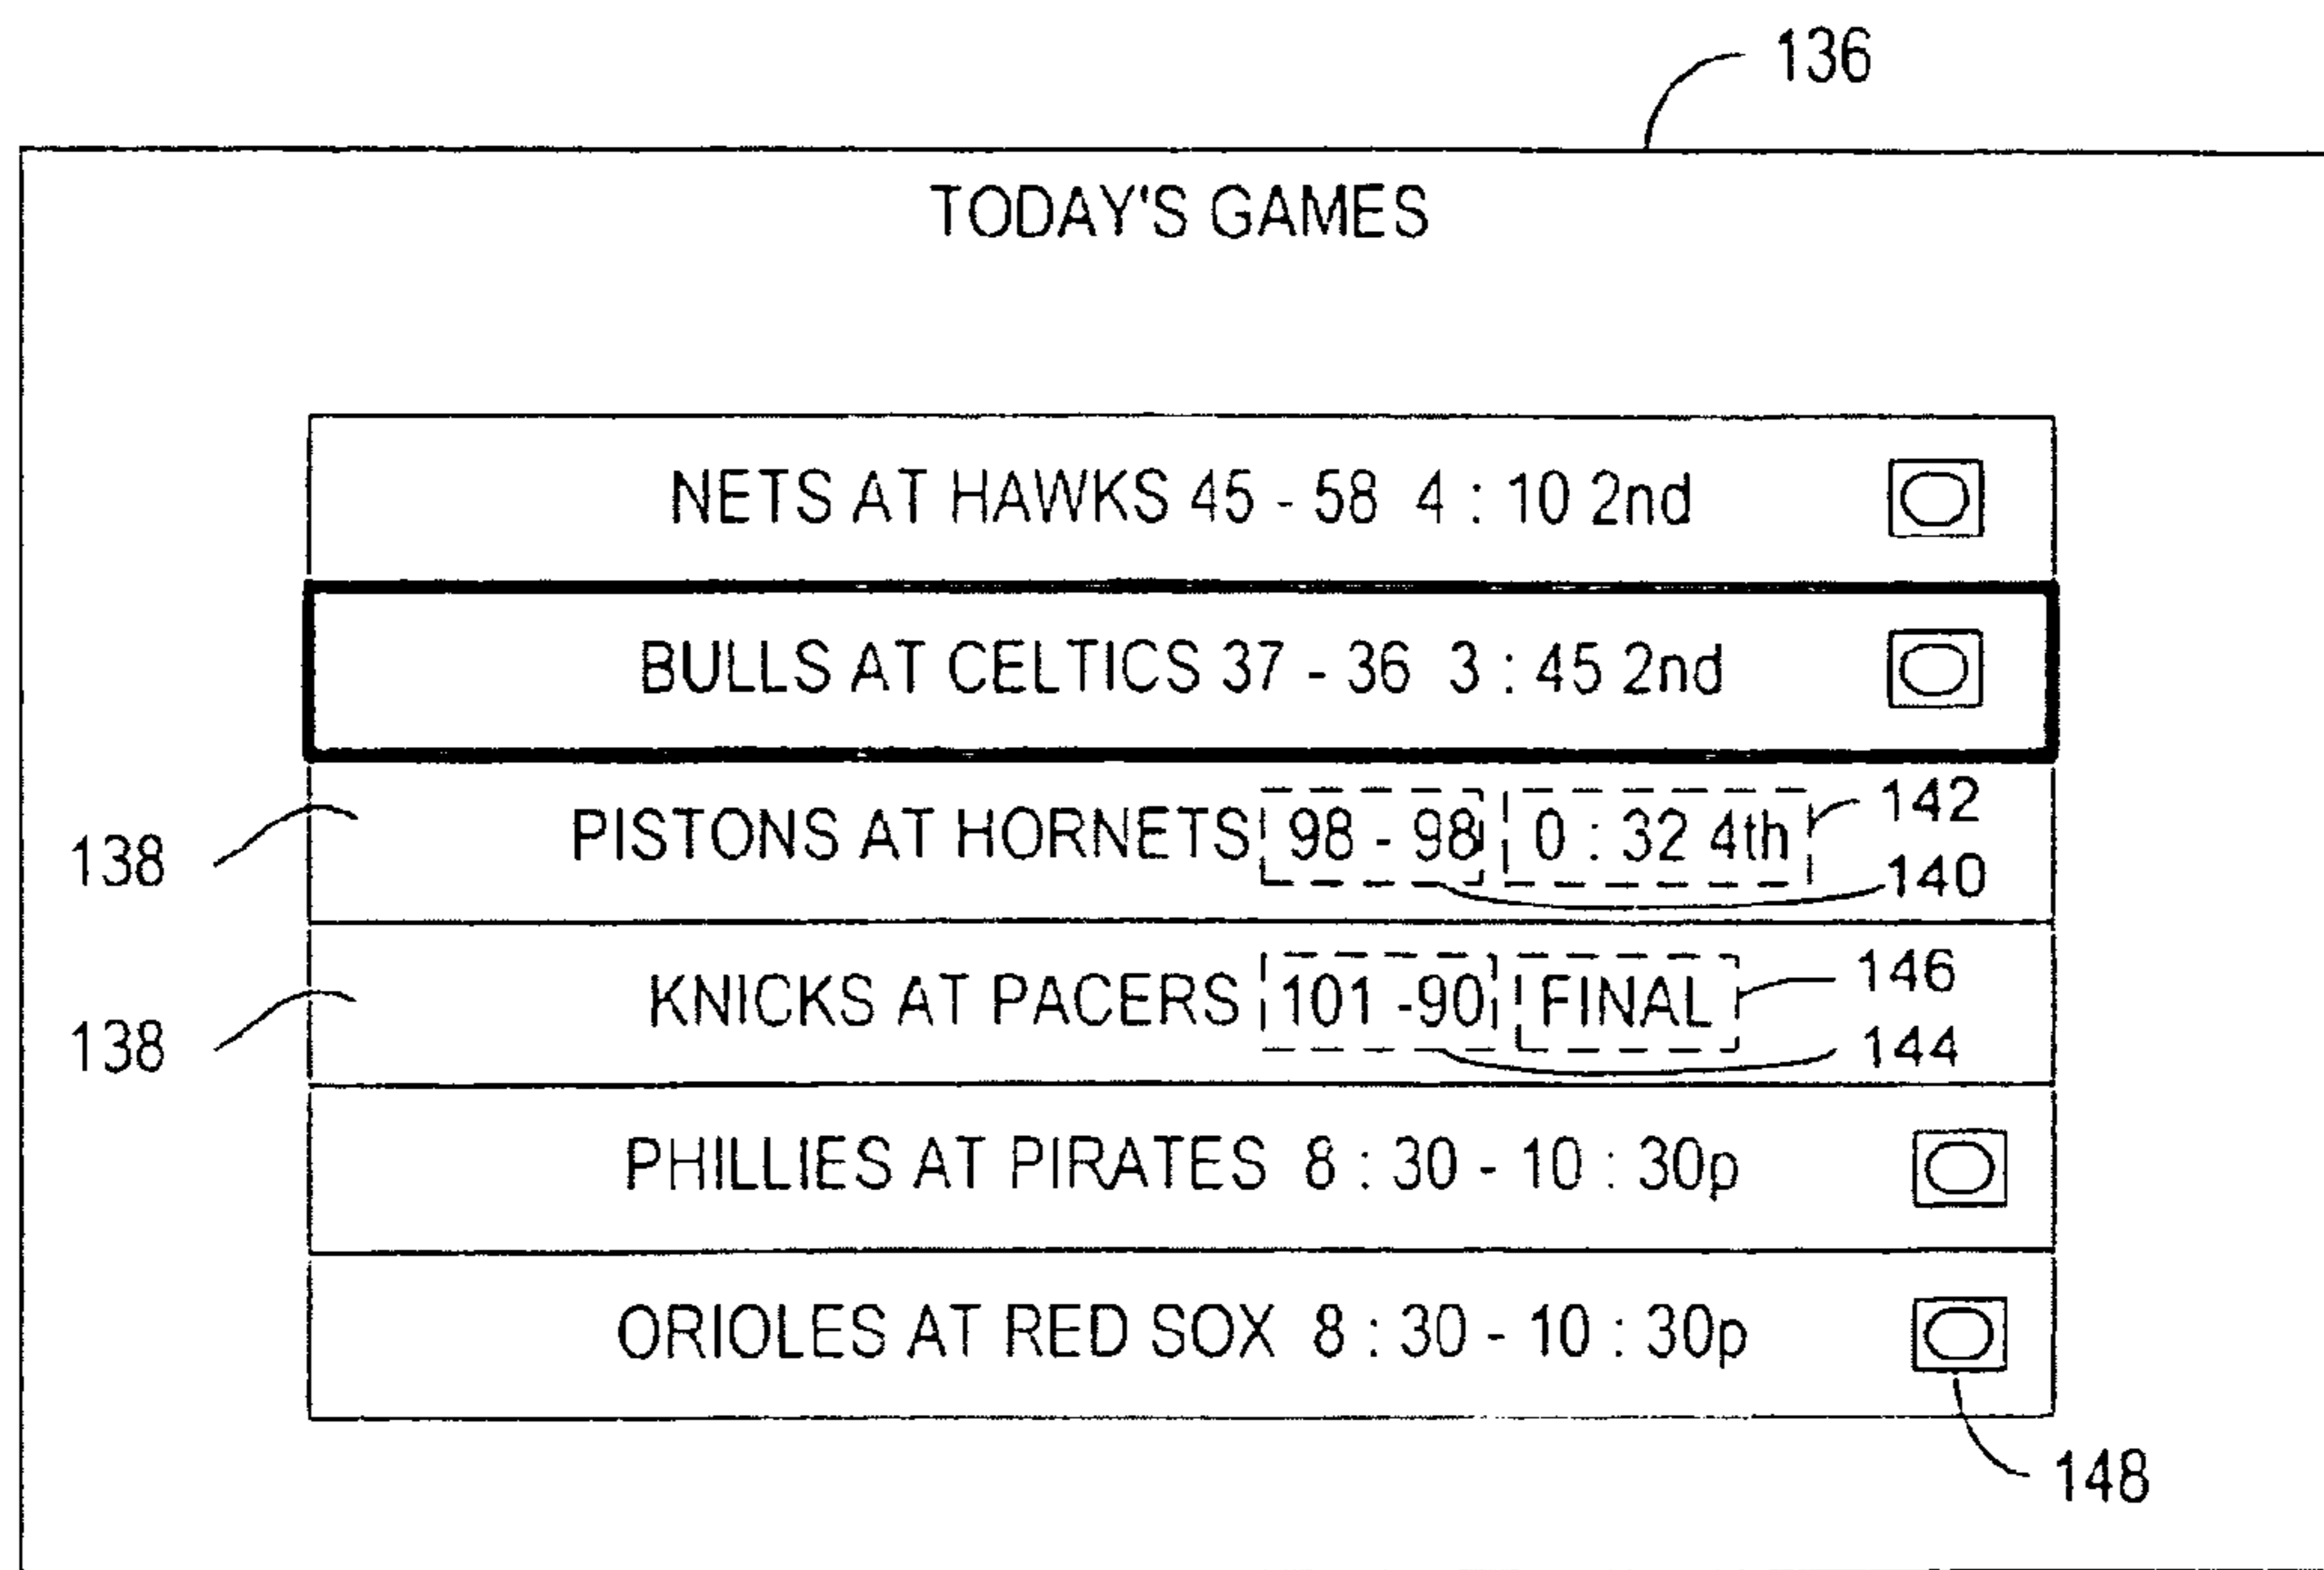 136
TODAY'S GAMES
NETS AT HAWKS 45 - 58 4 : 10 2nd
BULLS AT CELTICS 37 - 36 3 : 45 2nd
138 PISTONS AT HORNETS 98 - 98 0 : 32 4th 142
140
138 KNICKS AT PACERS 101 -90 FINAL 146
144
PHILLIES AT PIRATES 8 : 30 - 10 : 30p
ORIOLES AT RED SOX 8 : 30 - 10 : 30p
148